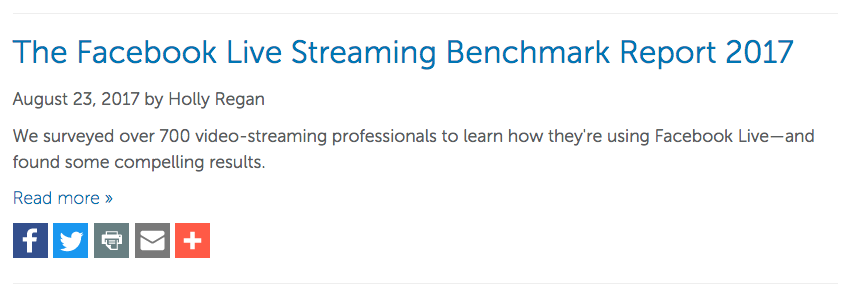 The Facebook Live Streaming Benchmark Report 2017
August 23, 2017 by Holly Regan
We surveyed over 700 video-streaming professionals to learn how they're using Facebook Live—and
found some compelling results.
Read more »